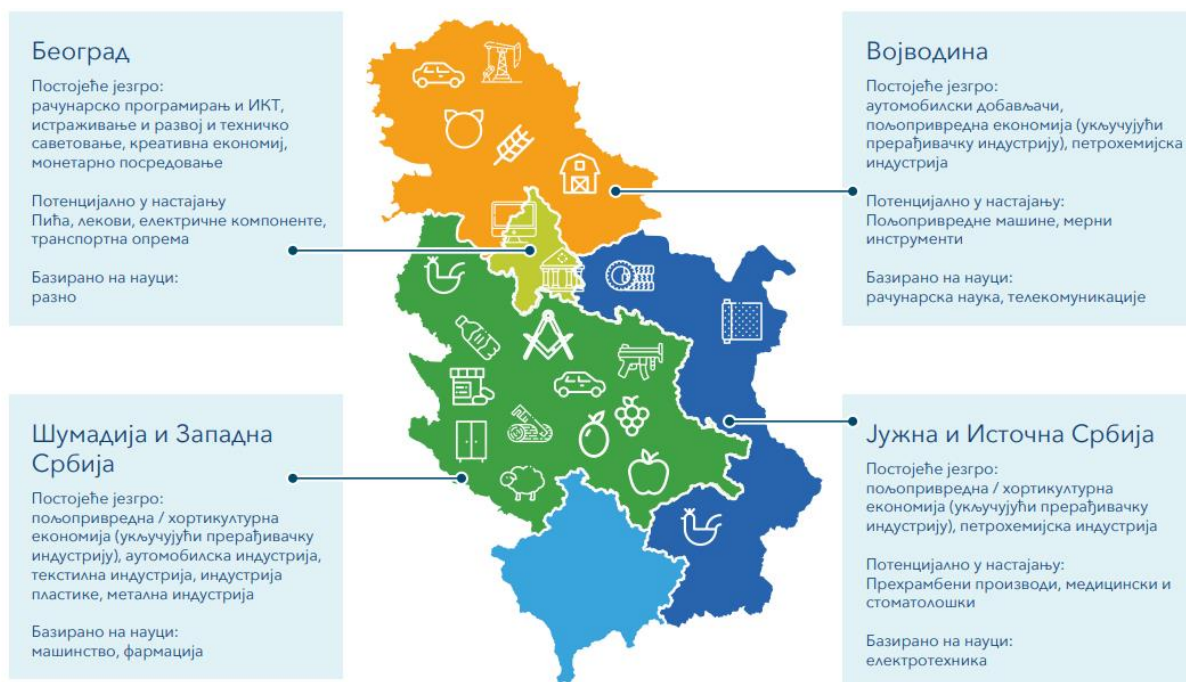 Београд
Постојеће језгро:
рачунарско програмирањ и ИКТ,
истраживање и развој и техничко
саветовање, креативна економиј,
монетарно посредовање
Потенцијално у настајању
Пића, лекови, електричне компоненте,
транспортна опрема
Базирано на науци:
разно
Војводина
Постојеће језгро:
аутомобилски добављачи,
пољопривредна економија (укључујући
прерађивачку индустрију), петрохемијска
индустрија
Потенцијално у настајању:
Пољопривредне машине, мерни
инструменти
Базирано на науци:
рачунарска наука, телекомуникације
Шумадија и Западна
Србија
Постојеће језгро:
пољопривредна / хортикултурна
економија (укључујући прерађивачку
индустрију), аутомобилска индустрија,
текстилна индустрија, индустрија
пластике, метална индустрија
Базирано на науци:
машинство, фармација
Јужна и Источна Србија
Постојеће језгро:
пољопривредна / хортикултурна
економија (укључујући прерађивачку
индустрију), петрохемијска индустрија
Потенцијално у настајању:
Прехрамбени производи, медицински и
стоматолошки
Базирано на науци:
електротехника